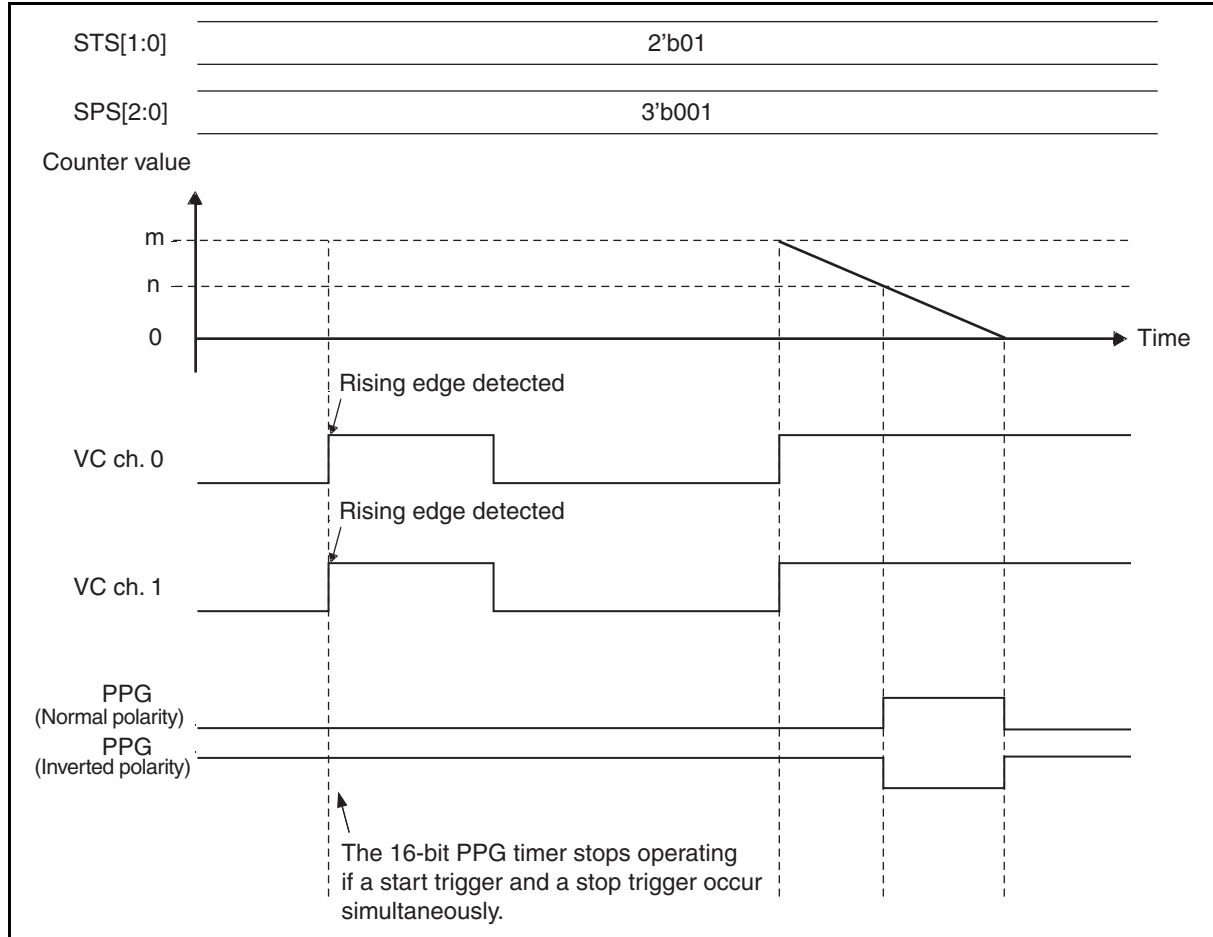 STS[1:0]
2'b01
SPS[2:0]
3'b001
Counter value
m
n
0
Time
Rising edge detected
VC ch. 0
Rising edge detected
VC ch. 1
PPG
(Normal polarity)
PPG
(Inverted polarity)
The 16-bit PPG timer stops operating
if a start trigger and a stop trigger occur
simultaneously.